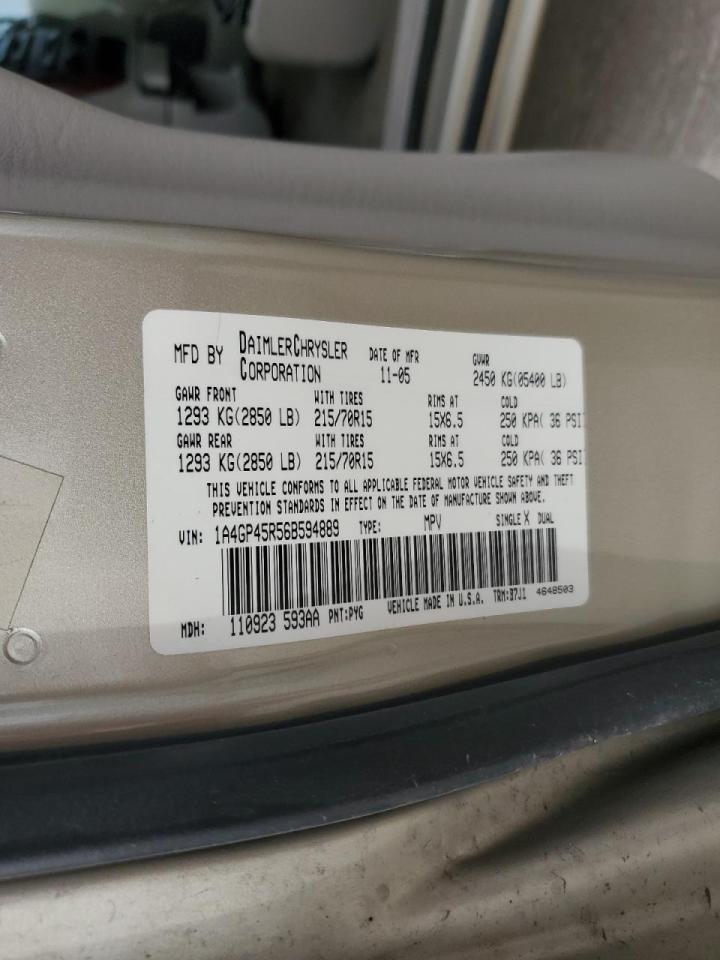 MFD BY DAIMLERCHRYSLER CORPORATION DATE OF MFR 11-05 GVWR 2450 KG(05400 LB)
GAWR FRONT WITH TIRES RIMS AT COLD
1293 KG(2850 LB) 215/70R15 15X6.5 250 KPA( 36 PSI
GAWR REAR WITH TIRES RIMS AT COLD
1293 KG(2850 LB) 215/70R15 15X6.5 250 KPA( 36 PSI
THIS VEHICLE CONFORMS TO ALL APPLICABLE FEDERAL MOTOR VEHICLE SAFETY AND THEFT
PREVENTION STANDARDS IN EFFECT ON THE DATE OF MANUFACTURE SHOWN ABOVE.
VIN: 1A4GP45R56B594889 TYPE: MPV SINGLE X DUAL
MDH: 110923 593AA PNT:PYG VEHICLE MADE IN U.S.A. TRM: 4648503